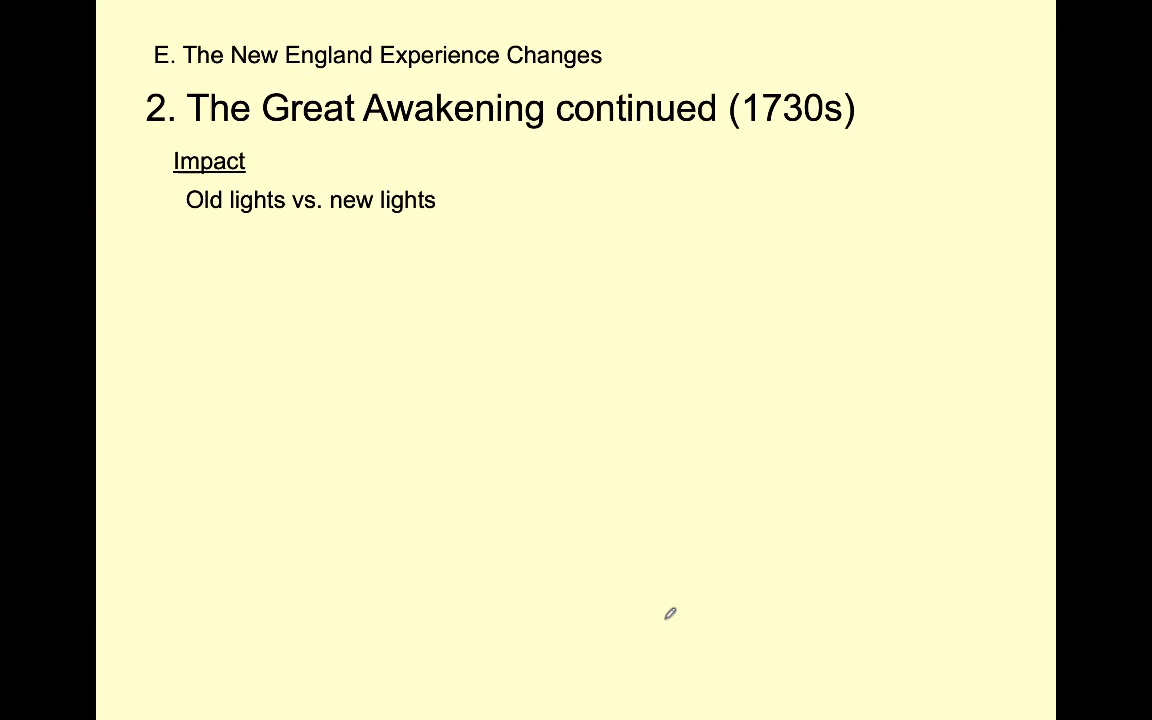 E. The New England Experience Changes
2. The Great Awakening continued (1730s)
Impact
Old lights vs. new lights